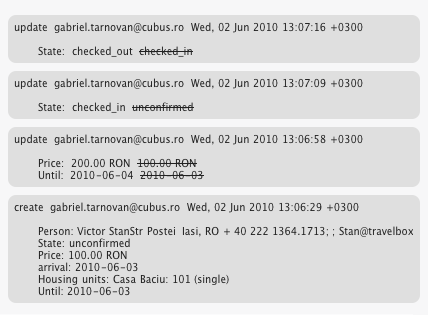 update gabriel.tarnovan@cubus.ro Wed, 02 Jun 2010 13:07:16 +0300
State: checked_out checked_in
update gabriel.tarnovan@cubus.ro Wed, 02 Jun 2010 13:07:09 +0300
State: checked_in unconfirmed
update gabriel.tarnovan@cubus.ro Wed, 02 Jun 2010 13:06:58 +0300
Price: 200.00 RON 100.00 RON
Until: 2010-06-04 2010-06-03
create gabriel.tarnovan@cubus.ro Wed, 02 Jun 2010 13:06:29 +0300
Person: Victor StanStr Postei Iasi, RO + 40 222 1364.1713; ; Stan@travelbox
State: unconfirmed
Price: 100.00 RON
arrival: 2010-06-03
Housing units: Casa Baciu: 101 (single)
Until: 2010-06-03